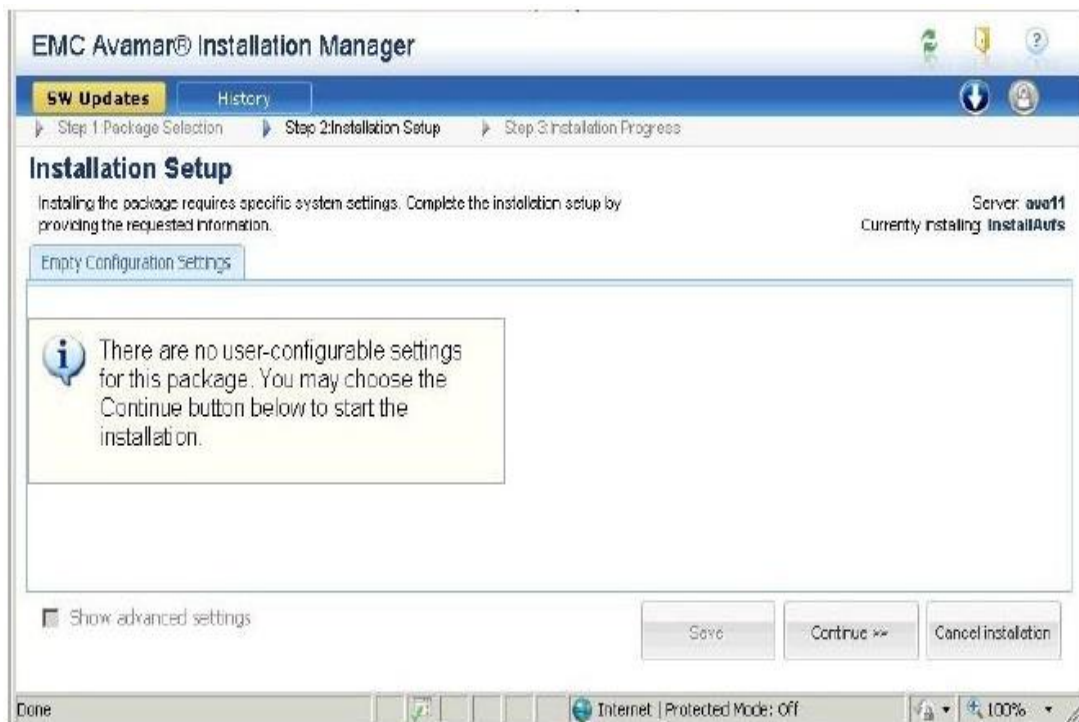 EMC Avamar® Installation Manager
SW Updates
History
Step 1:Package Selection
Step 2:Installation Setup
Step 3:Installation Progress
Installation Setup
Installing the package requires specific system settings. Complete the installation setup by
providing the requested information.
Server: ava11
Currently installing: InstallAvfs
Empty Configuration Settings
There are no user-configurable settings
for this package. You may choose the
Continue button below to start the
installation.
Show advanced settings
Save
Continue >>
Cancel installation
Done
Internet | Protected Mode: Off
100%